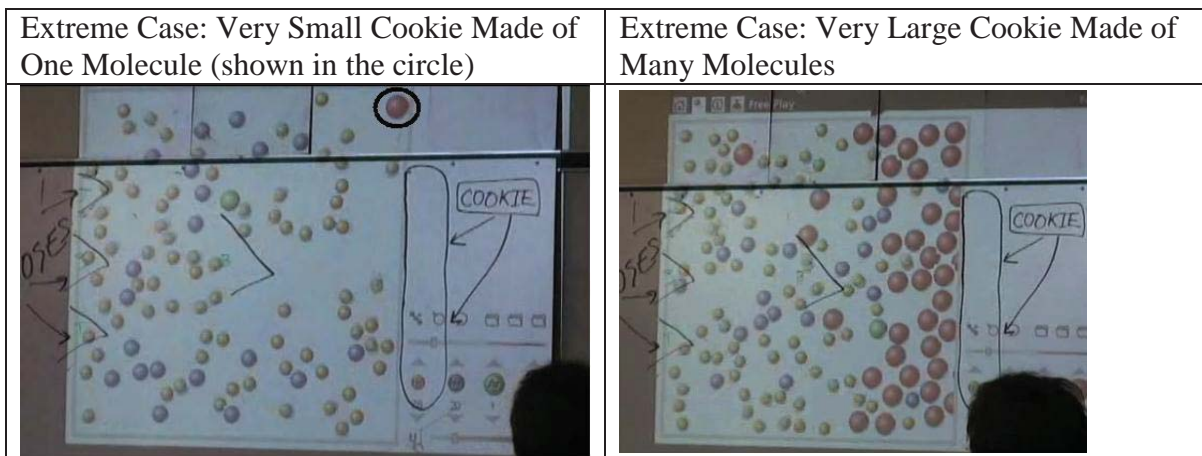 Extreme Case: Very Small Cookie Made of
One Molecule (shown in the circle)
Extreme Case: Very Large Cookie Made of
Many Molecules
COOKIE
Free Play
COOKIE